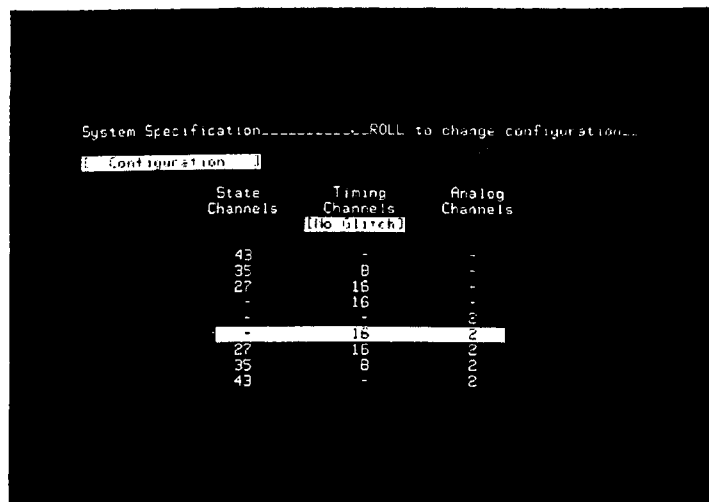 System Specification______________ROLL to change configuration__
[ Configuration ]
State Timing Analog
Channels Channels Channels
[No Glitch]
43 - -
35 8 -
27 16 -
- 16 -
- - 2
- 16 2
27 16 2
35 8 2
43 - 2